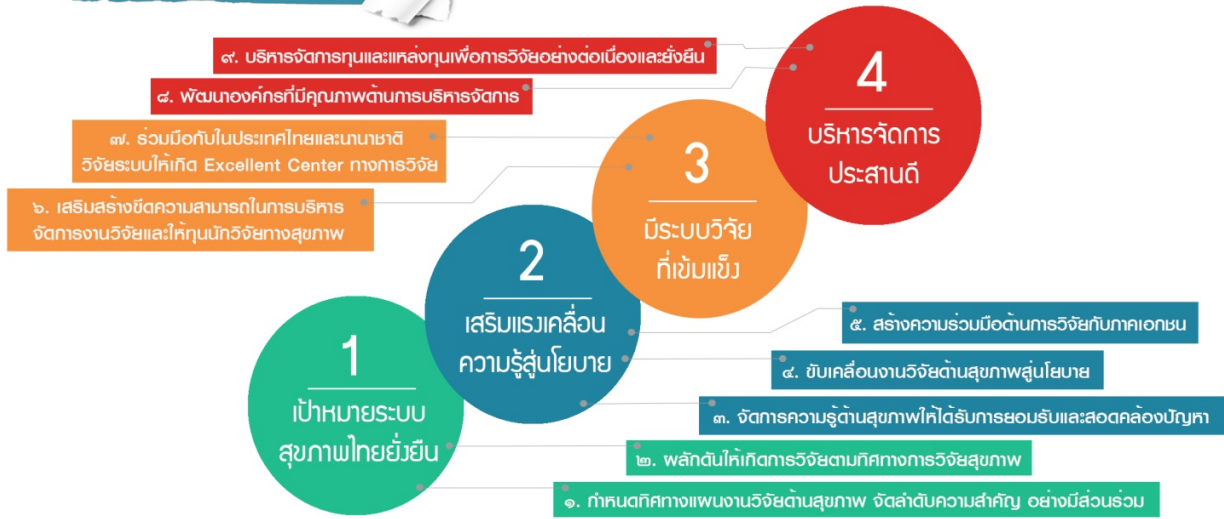 ๙. บริหารจัดการทุนและแหล่งทุนเพื่อการวิจัยอย่างต่อเนื่องและยั่งยืน
๘. พัฒนาองค์กรที่มีคุณภาพด้านการบริหารจัดการ
๗. ร่วมมือกับในประเทศไทยและนานาชาติ
วิจัยระบบให้เกิด Excellent Center ทางการวิจัย
๖. เสริมสร้างขีดความสามารถในการบริหาร
จัดการงานวิจัยและให้ทุนนักวิจัยทางสุขภาพ
4
บริหารจัดการ
ประสานดี
3
มีระบบวิจัย
ที่เข้มแข็ง
2
เสริมแรงเคลื่อน
ความรู้สู่นโยบาย
1
เป้าหมายระบบ
สุขภาพไทยยั่งยืน
๕. สร้างความร่วมมือด้านการวิจัยกับภาคเอกชน
๔. ขับเคลื่อนงานวิจัยด้านสุขภาพสู่นโยบาย
๓. จัดการความรู้ด้านสุขภาพให้ได้รับการยอมรับและสอดคล้องปัญหา
๒. ผลักดันให้เกิดการวิจัยตามทิศทางการวิจัยสุขภาพ
๑. กำหนดทิศทางแผนงานวิจัยด้านสุขภาพ จัดลำดับความสำคัญ อย่างมีส่วนร่วม